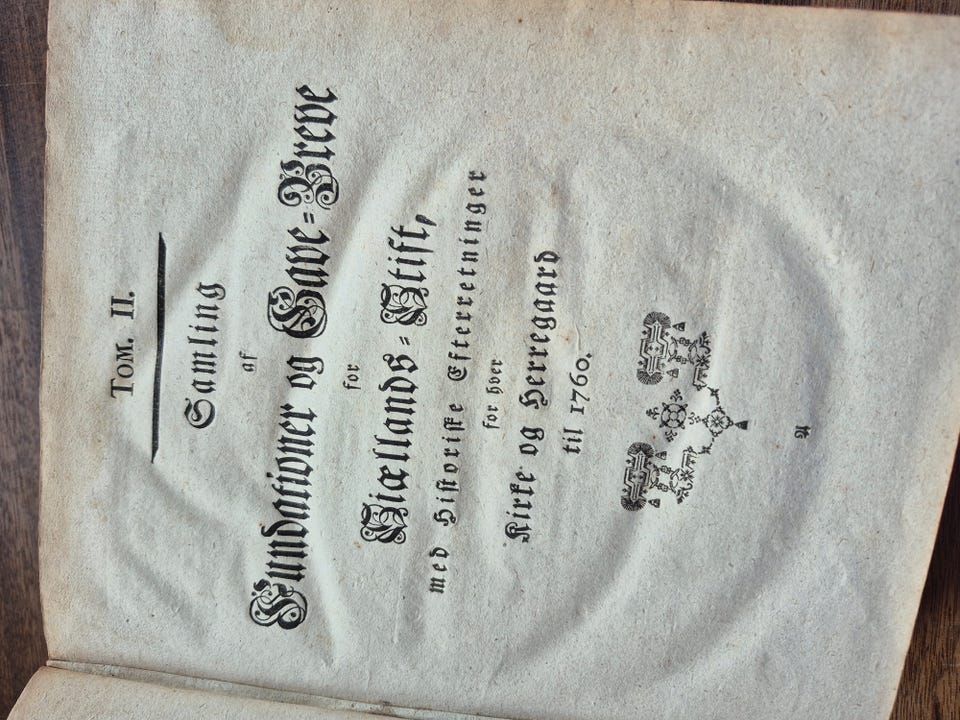 TOM. II.
Samling
af
Fundationer og Gave=Breve
for
Siællands=Stift,
med Historiske Efterretninger
for hver
Kirke og Herregaard
til 1760.
A